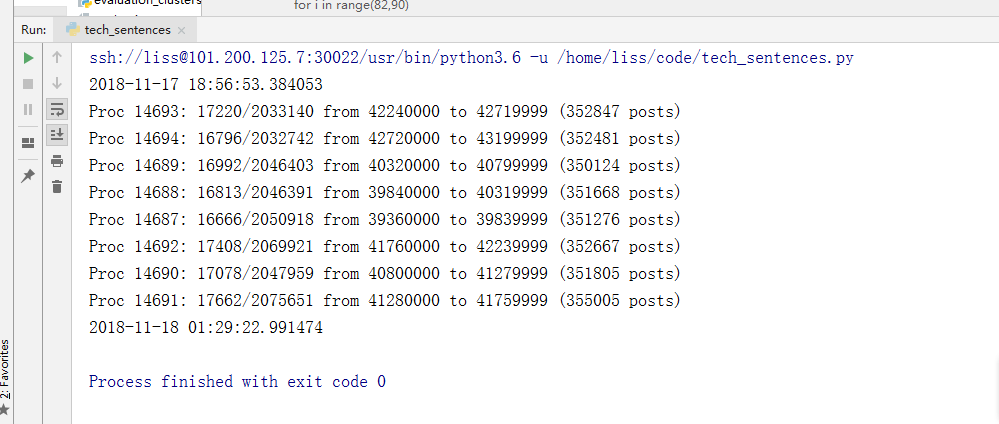 evaluation_clusters
for i in range(82,90)
Run: tech_sentences
ssh://liss@101.200.125.7:30022/usr/bin/python3.6 -u /home/liss/code/tech_sentences.py
2018-11-17 18:56:53.384053
Proc 14693: 17220/2033140 from 42240000 to 42719999 (352847 posts)
Proc 14694: 16796/2032742 from 42720000 to 43199999 (352481 posts)
Proc 14689: 16992/2046403 from 40320000 to 40799999 (350124 posts)
Proc 14688: 16813/2046391 from 39840000 to 40319999 (351668 posts)
Proc 14687: 16666/2050918 from 39360000 to 39839999 (351276 posts)
Proc 14692: 17408/2069921 from 41760000 to 42239999 (352667 posts)
Proc 14690: 17078/2047959 from 40800000 to 41279999 (351805 posts)
Proc 14691: 17662/2075651 from 41280000 to 41759999 (355005 posts)
2018-11-18 01:29:22.991474
Process finished with exit code 0
2: Favorites